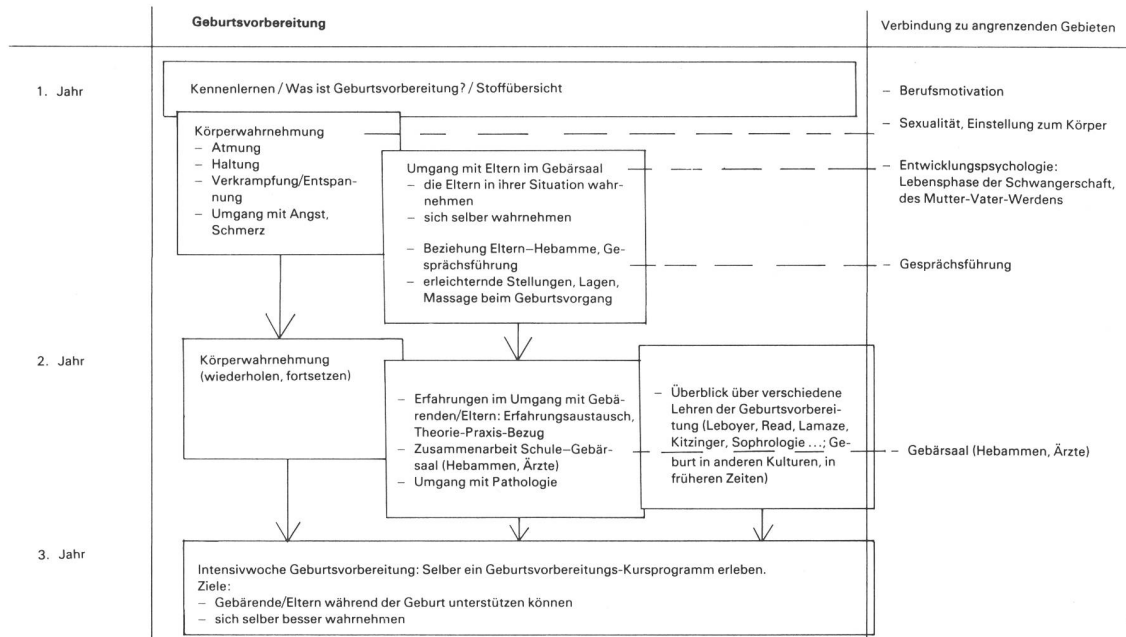 Geburtsvorbereitung
Verbindung zu angrenzenden Gebieten
1. Jahr
Kennenlernen / Was ist Geburtsvorbereitung? / Stoffübersicht
– Berufsmotivation
Körperwahrnehmung
– Atmung
– Haltung
– Verkrampfung/Entspan-
nung
– Umgang mit Angst,
Schmerz
– Sexualität, Einstellung zum Körper
Umgang mit Eltern im Gebärsaal
– die Eltern in ihrer Situation wahr-
nehmen
– sich selber wahrnehmen
– Beziehung Eltern–Hebamme, Ge-
sprächsführung
– erleichternde Stellungen, Lagen,
Massage beim Geburtsvorgang
– Entwicklungspsychologie:
Lebensphase der Schwangerschaft,
des Mutter-Vater-Werdens
– Gesprächsführung
2. Jahr
Körperwahrnehmung
(wiederholen, fortsetzen)
– Erfahrungen im Umgang mit Gebä-
renden/Eltern: Erfahrungsaustausch,
Theorie-Praxis-Bezug
– Zusammenarbeit Schule–Gebär-
saal (Hebammen, Ärzte)
– Umgang mit Pathologie
– Überblick über verschiedene
Lehren der Geburtsvorberei-
tung (Leboyer, Read, Lamaze,
Kitzinger, Sophrologie ...; Ge-
burt in anderen Kulturen, in
früheren Zeiten)
– Gebärsaal (Hebammen, Ärzte)
3. Jahr
Intensivwoche Geburtsvorbereitung: Selber ein Geburtsvorbereitungs-Kursprogramm erleben.
Ziele:
– Gebärende/Eltern während der Geburt unterstützen können
– sich selber besser wahrnehmen